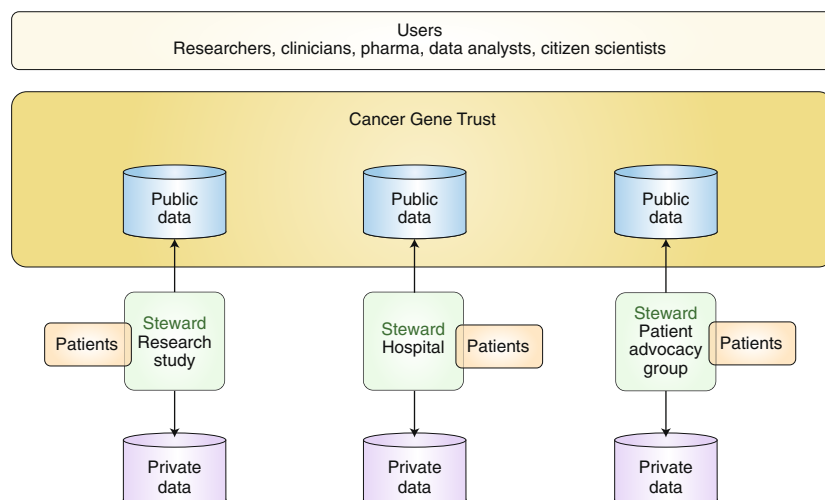 Users
Researchers, clinicians, pharma, data analysts, citizen scientists
Cancer Gene Trust
Public
data
Public
data
Public
data
Patients
Steward
Research
study
Steward
Hospital
Patients
Steward
Patient
advocacy
group
Patients
Private
data
Private
data
Private
data